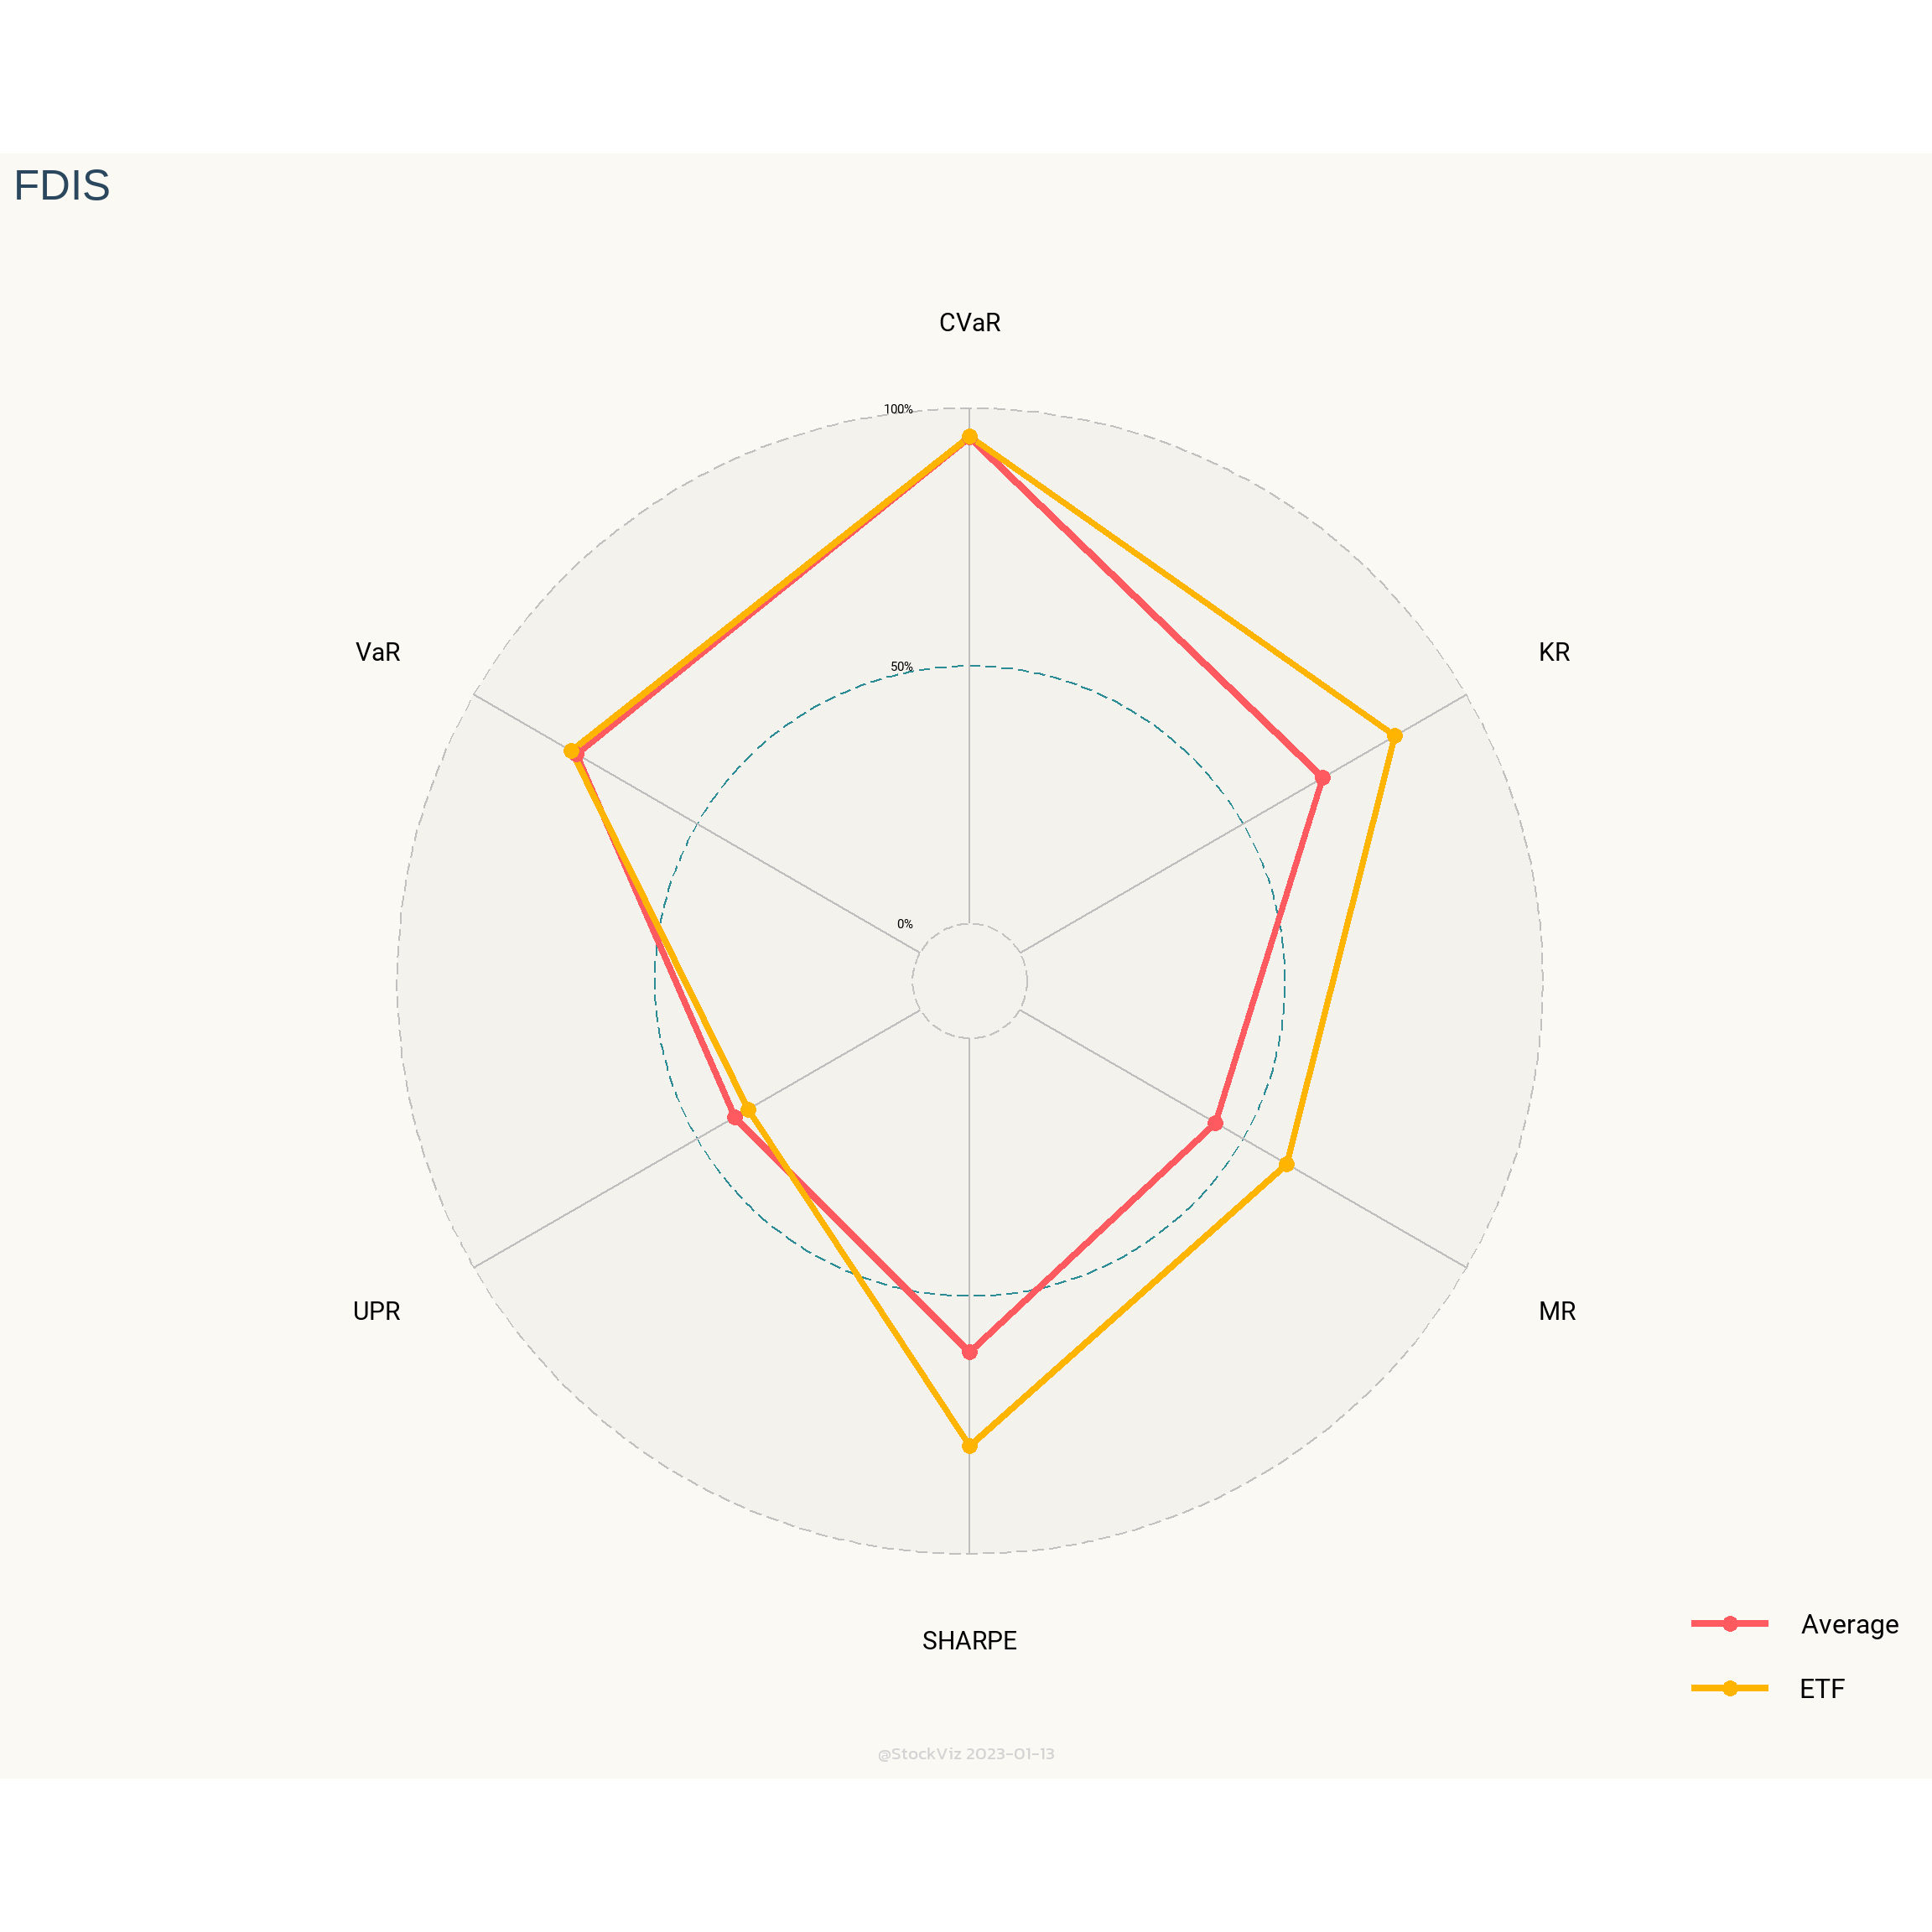 FDIS
CVaR
100%
KR
VaR
50%
0%
UPR
MR
SHARPE
Average
ETF
@StockViz 2023-01-13